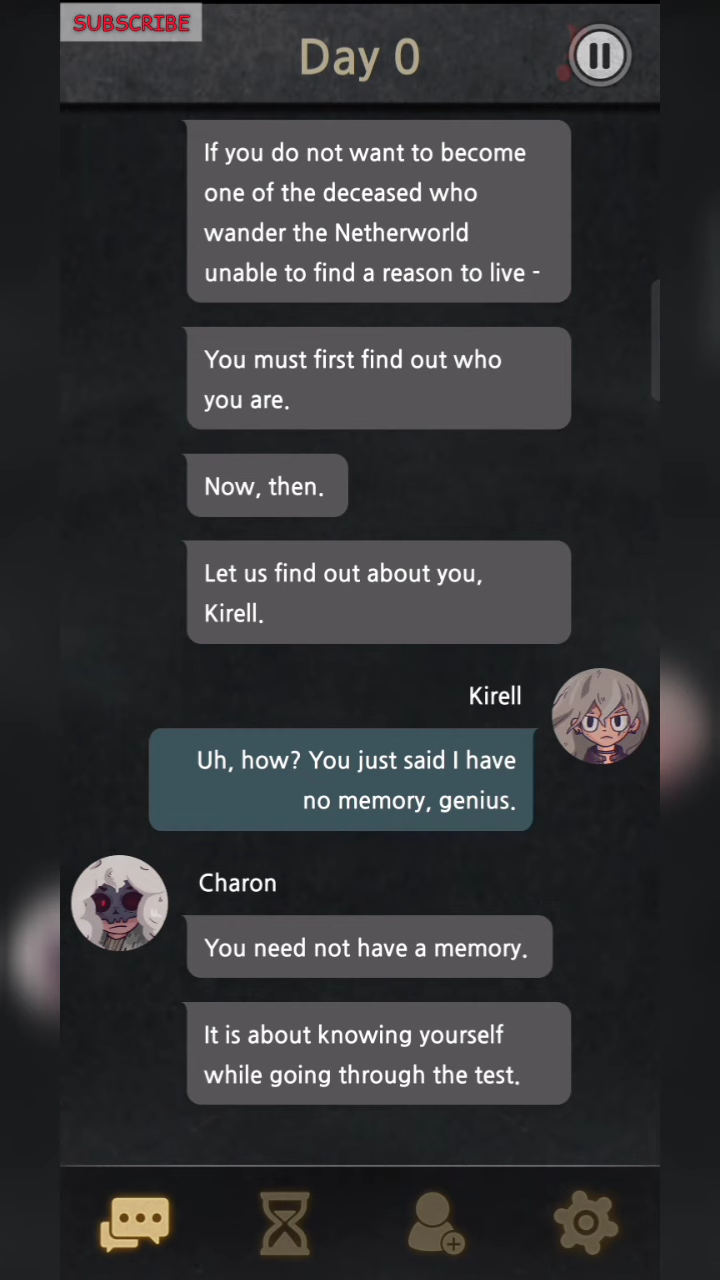 SUBSCRIBE
Day 0
If you do not want to become
one of the deceased who
wander the Netherworld
unable to find a reason to live -
You must first find out who
you are.
Now, then.
Let us find out about you,
Kirell.
Kirell
Uh, how? You just said I have
no memory, genius.
Charon
You need not have a memory.
It is about knowing yourself
while going through the test.